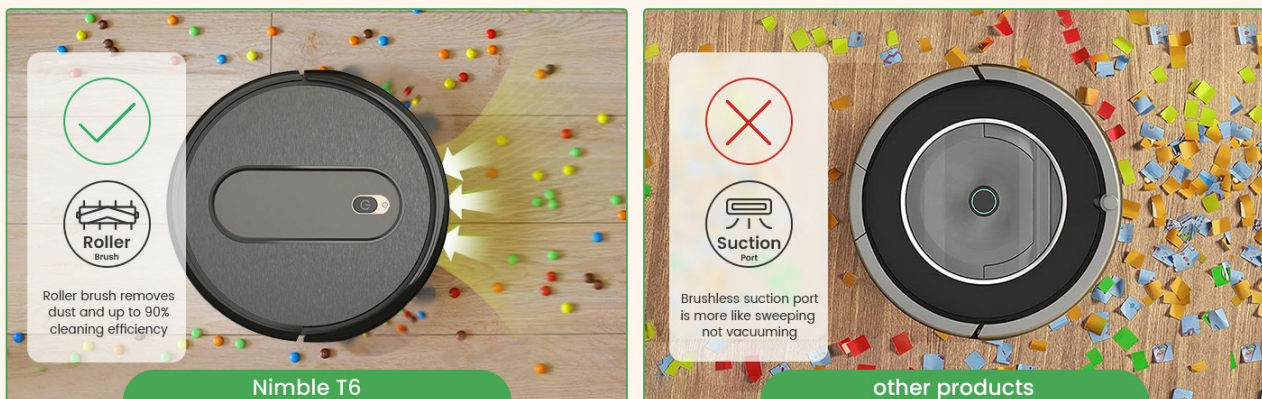 Roller
Brush
Roller brush removes
dust and up to 90%
cleaning efficiency
Nimble T6
Suction
Port
Brushless suction port
is more like sweeping
not vacuuming
other products